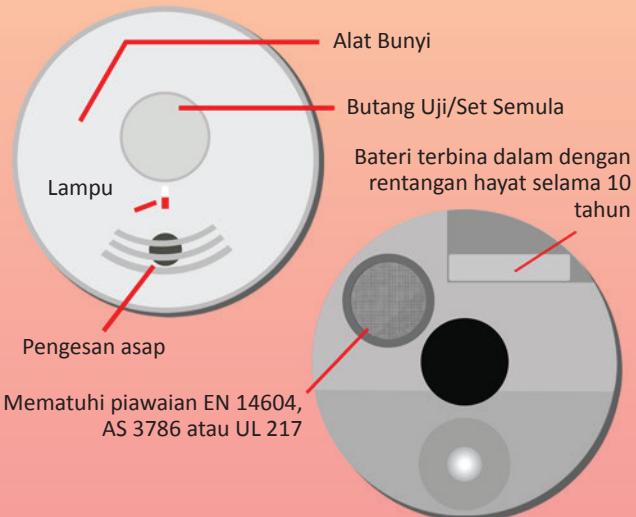 Alat Bunyi
Butang Uji/Set Semula
Bateri terbina dalam dengan
rentangan hayat selama 10
tahun
Lampu
Pengesan asap
Mematuhi piawaian EN 14604,
AS 3786 atau UL 217